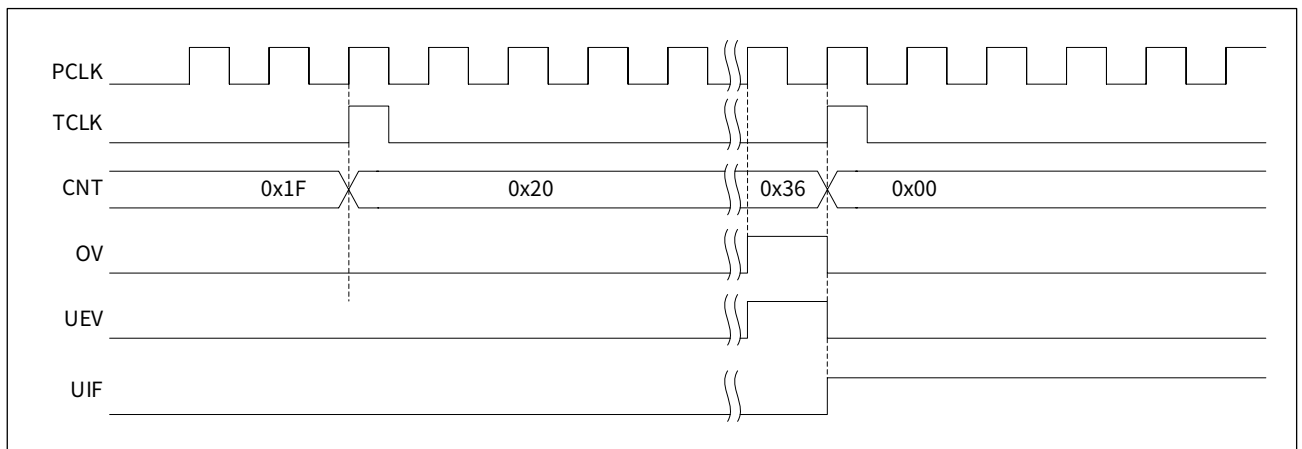 PCLK
TCLK
CNT 0x1F 0x20 0x36 0x00
OV
UEV
UIF